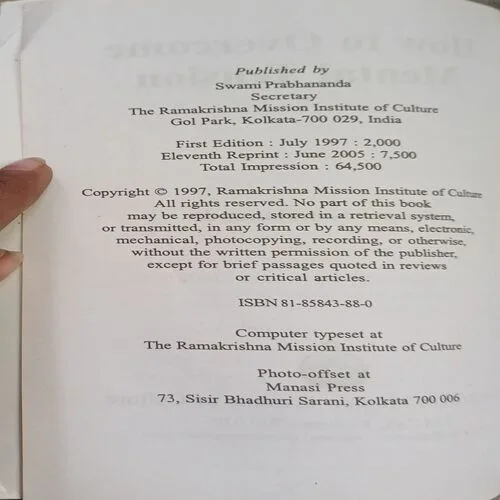 Published by
Swami Prabhananda
Secretary
The Ramakrishna Mission Institute of Culture
Gol Park, Kolkata-700 029, India
First Edition : July 1997 : 2,000
Eleventh Reprint : June 2005 : 7,500
Total Impression : 64,500
Copyright © 1997, Ramakrishna Mission Institute of Culture
All rights reserved. No part of this book
may be reproduced, stored in a retrieval system,
or transmitted, in any form or by any means, electronic,
mechanical, photocopying, recording, or otherwise,
without the written permission of the publisher,
except for brief passages quoted in reviews
or critical articles.
ISBN 81-85843-88-0
Computer typeset at
The Ramakrishna Mission Institute of Culture
Photo-offset at
Manasi Press
73, Sisir Bhaduri Sarani, Kolkata 700 006